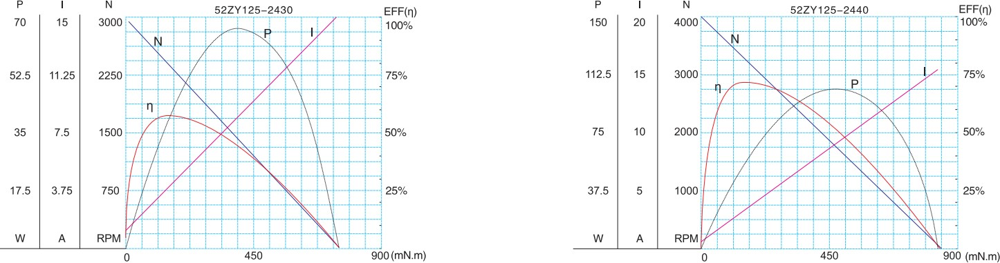 P I N 52ZY125-2430 EFF(η)
70 15 3000 100%
N P I
52.5 11.25 2250 75%
η
35 7.5 1500 50%
17.5 3.75 750 25%
W A RPM
0 450 900 (mN.m)
P I N 52ZY125-2440 EFF(η)
150 20 4000 100%
N
112.5 15 3000 75%
I
η P
75 10 2000 50%
37.5 5 1000 25%
W A RPM
0 450 900 (mN.m)